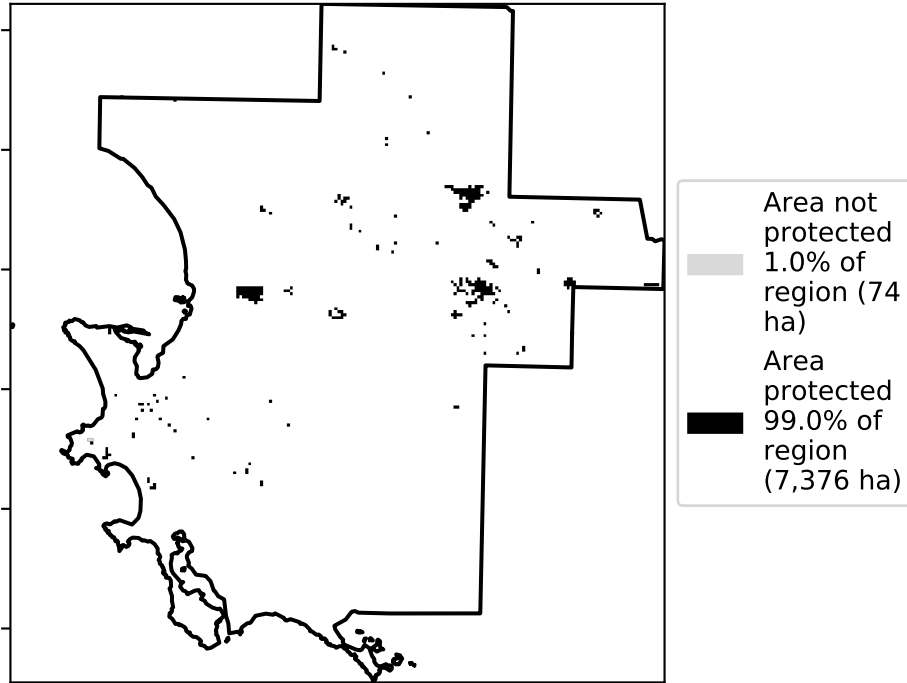 Area not
protected
1.0% of
region (74
ha)
Area
protected
99.0% of
region
(7,376 ha)